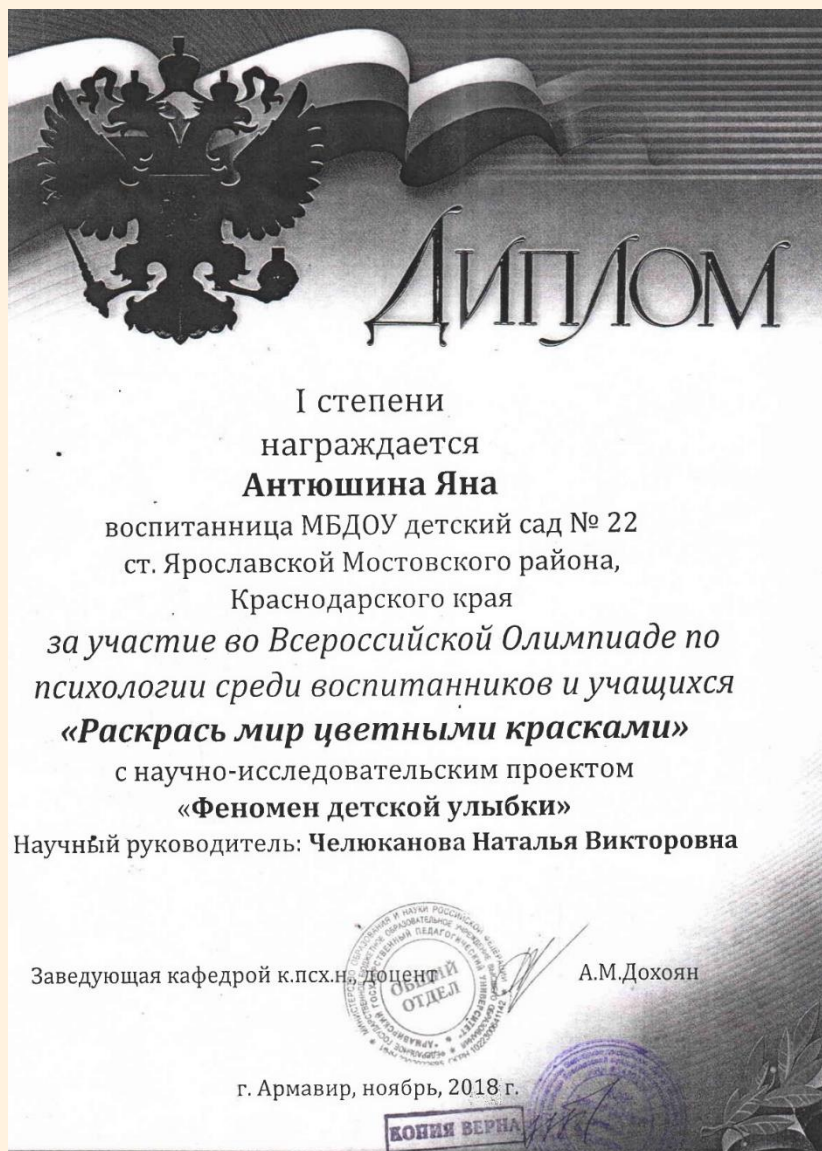 Диплом
I степени
награждается
Антюшина Яна
воспитанница МБДОУ детский сад № 22
ст. Ярославской Мостовского района,
Краснодарского края
за участие во Всероссийской Олимпиаде по
психологии среди воспитанников и учащихся
«Раскрась мир цветными красками»
с научно-исследовательским проектом
«Феномен детской улыбки»
Научный руководитель: Челюканова Наталья Викторовна
Заведующая кафедрой к.псх.н., доцент А.М.Дохоян
ОБЩИЙ
ОТДЕЛ
г. Армавир, ноябрь, 2018 г.
КОПИЯ ВЕРНА